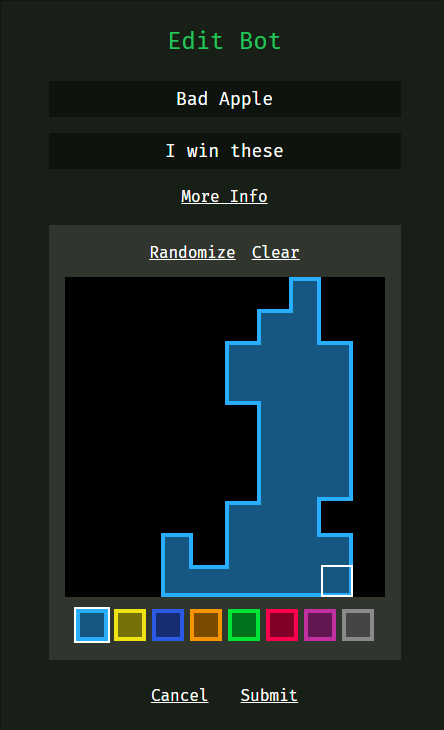 Edit Bot
Bad Apple
I win these
More Info
Randomize Clear
Cancel Submit